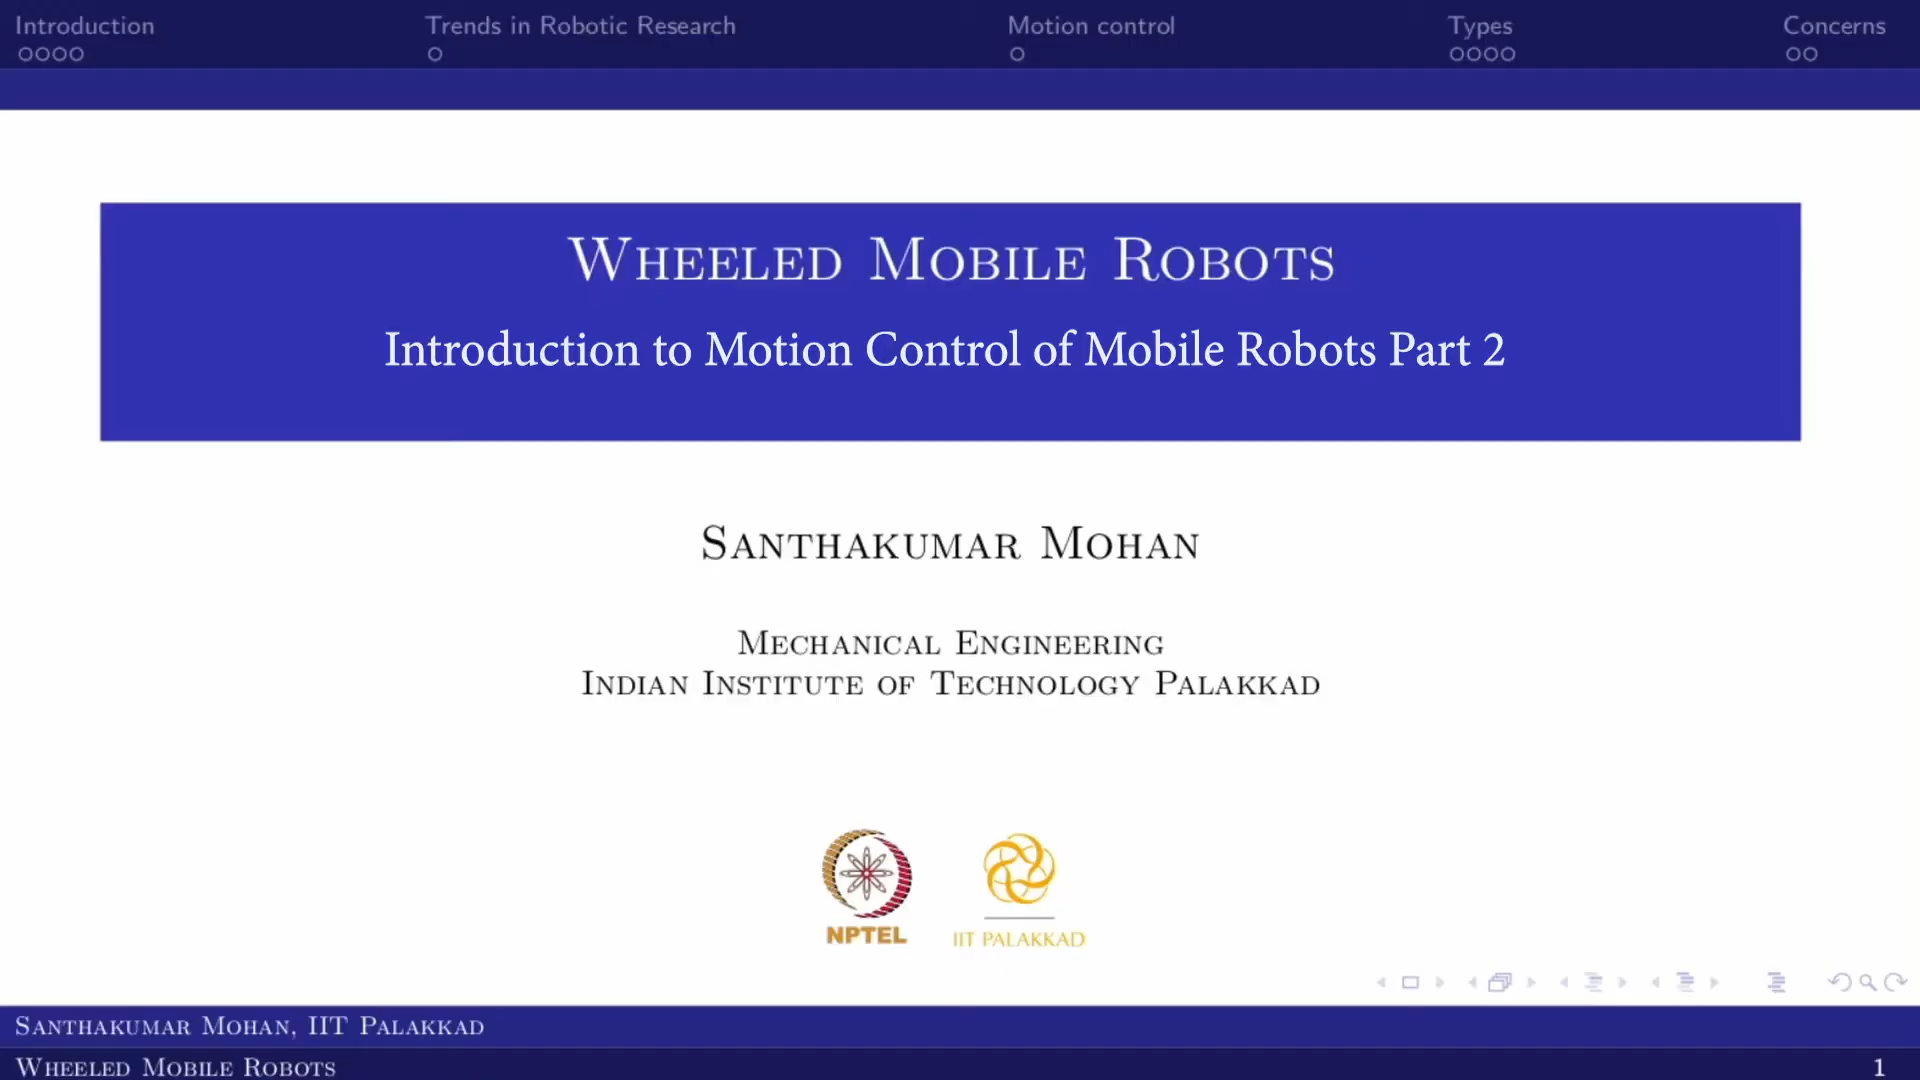 Introduction
Trends in Robotic Research
Motion control
Types
Concerns
WHEELED MOBILE ROBOTS
Introduction to Motion Control of Mobile Robots Part 2
SANTHAKUMAR MOHAN
MECHANICAL ENGINEERING
INDIAN INSTITUTE OF TECHNOLOGY PALAKKAD
NPTEL
IIT PALAKKAD
SANTHAKUMAR MOHAN, IIT PALAKKAD
WHEELED MOBILE ROBOTS
1